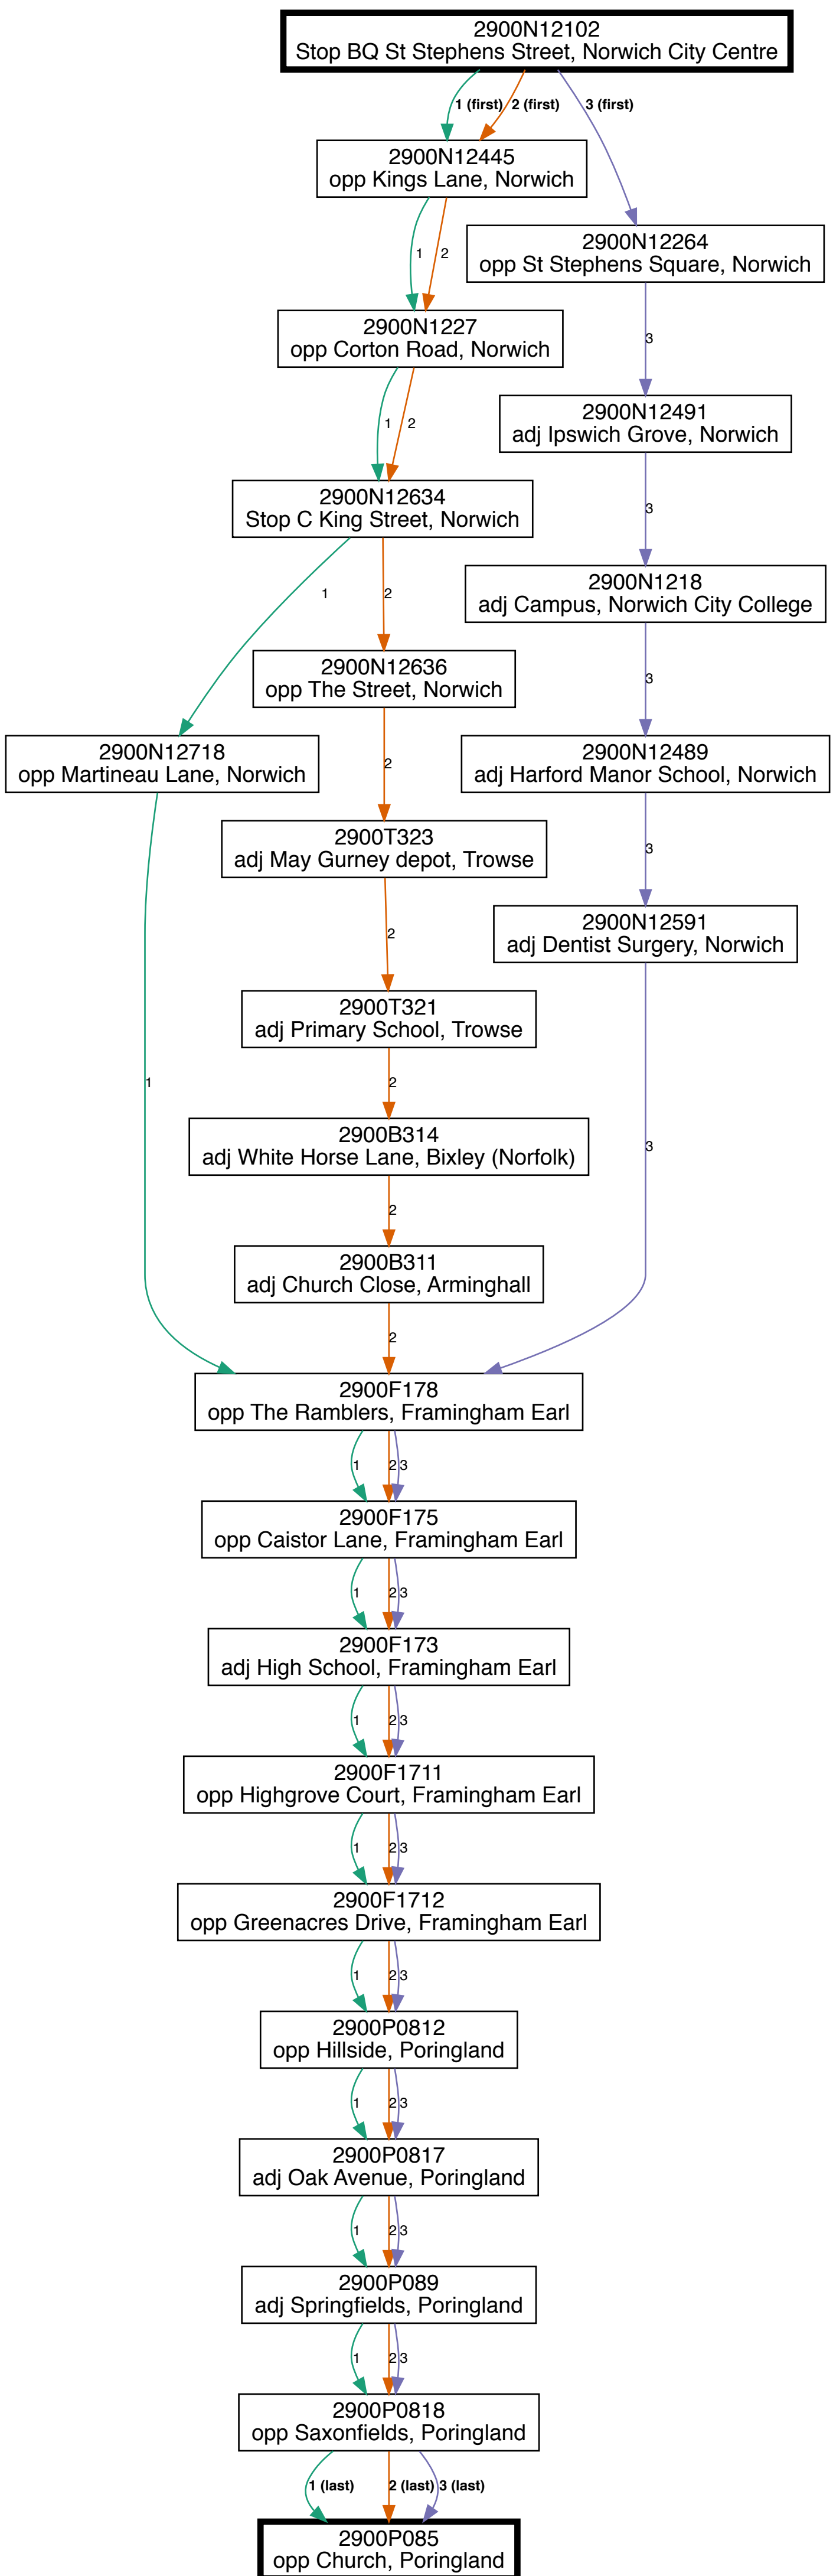 2900N12102
Stop BQ St Stephens Street, Norwich City Centre
1 (first)
2 (first)
3 (first)
2900N12445
opp Kings Lane, Norwich
2900N12264
opp St Stephens Square, Norwich
1
2
3
2900N1227
opp Corton Road, Norwich
2900N12491
adj Ipswich Grove, Norwich
1
2
3
2900N12634
Stop C King Street, Norwich
2900N1218
adj Campus, Norwich City College
1
2
3
2900N12636
opp The Street, Norwich
2900N12718
opp Martineau Lane, Norwich
2900N12489
adj Harford Manor School, Norwich
2
3
2900T323
adj May Gurney depot, Trowse
2900N12591
adj Dentist Surgery, Norwich
2
2900T321
adj Primary School, Trowse
1
2
3
2900B314
adj White Horse Lane, Bixley (Norfolk)
2
2900B311
adj Church Close, Arminghall
2
2900F178
opp The Ramblers, Framingham Earl
1
2
3
2900F175
opp Caistor Lane, Framingham Earl
1
2
3
2900F173
adj High School, Framingham Earl
1
2
3
2900F1711
opp Highgrove Court, Framingham Earl
1
2
3
2900F1712
opp Greenacres Drive, Framingham Earl
1
2
3
2900P0812
opp Hillside, Poringland
1
2
3
2900P0817
adj Oak Avenue, Poringland
1
2
3
2900P089
adj Springfields, Poringland
1
2
3
2900P0818
opp Saxonfields, Poringland
1 (last)
2 (last)
3 (last)
2900P085
opp Church, Poringland